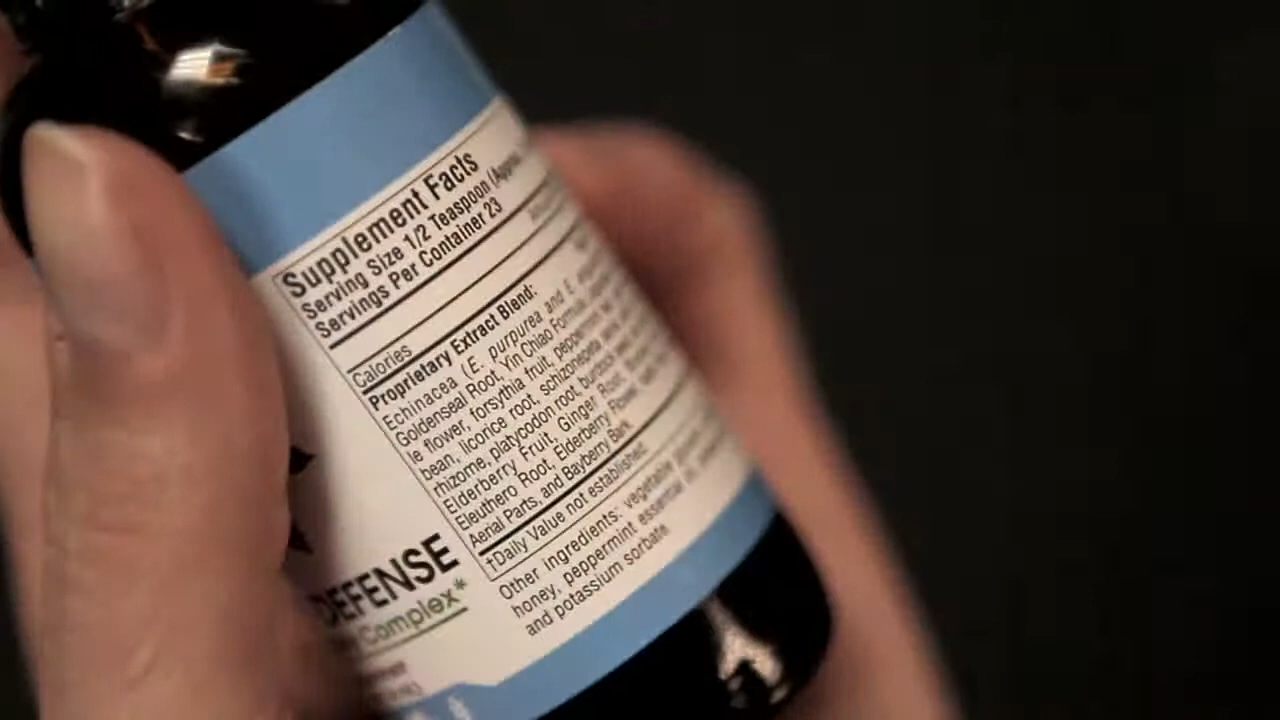 Supplement Facts
Serving Size 1/2 Teaspoon (Approx
Servings Per Container 23
Calories
Proprietary Extract Blend:
Echinacea (E. purpurea and E.
Goldenseal Root, Yin Chiao Formula
le flower, forsythia fruit,
bean, licorice root, schizonepeta
rhizome, platycodon root, burdock
Elderberry Fruit, Ginger Root,
Eleuthero Root, Elderberry Flower
Aerial Parts, and Bayberry Bark
†Daily Value not established.
Other ingredients: vegetable
honey, peppermint essential oil
and potassium sorbate
DEFENSE
Complex*